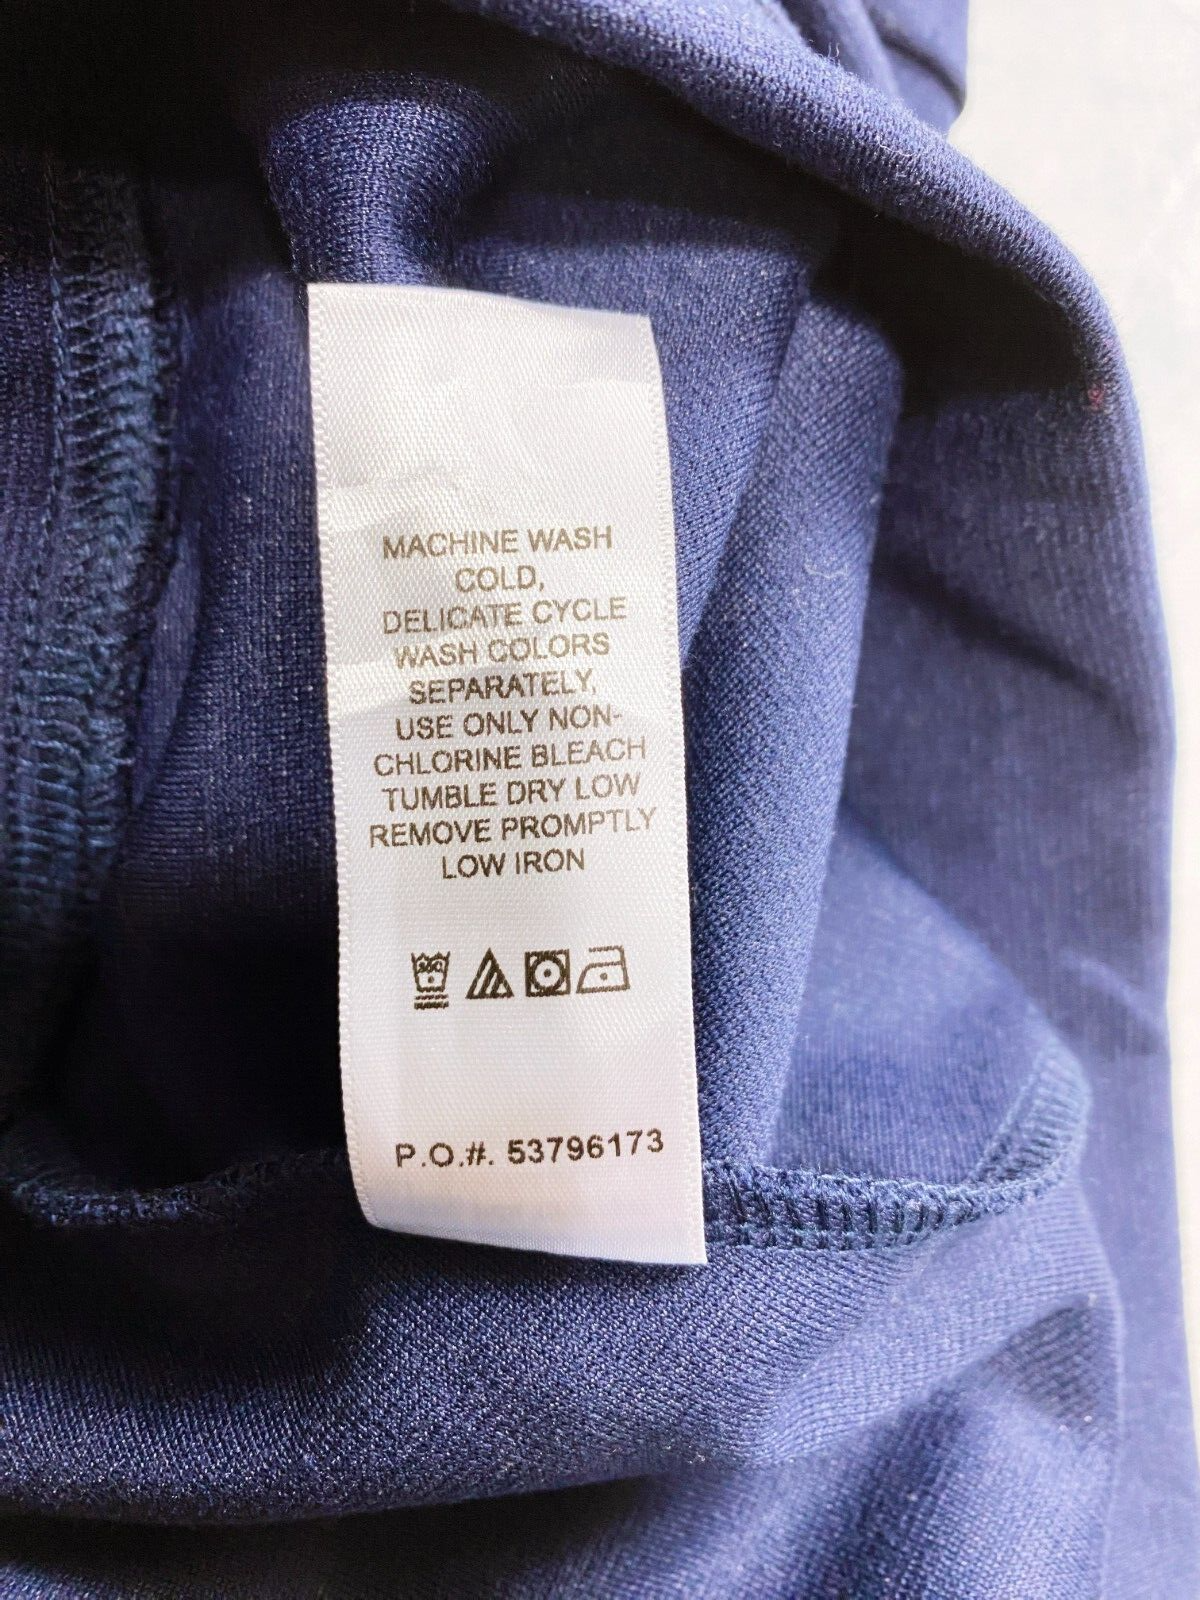 MACHINE WASH
COLD,
DELICATE CYCLE
WASH COLORS
SEPARATELY,
USE ONLY NON-
CHLORINE BLEACH
TUMBLE DRY LOW
REMOVE PROMPTLY
LOW IRON
P.O.#. 53796173